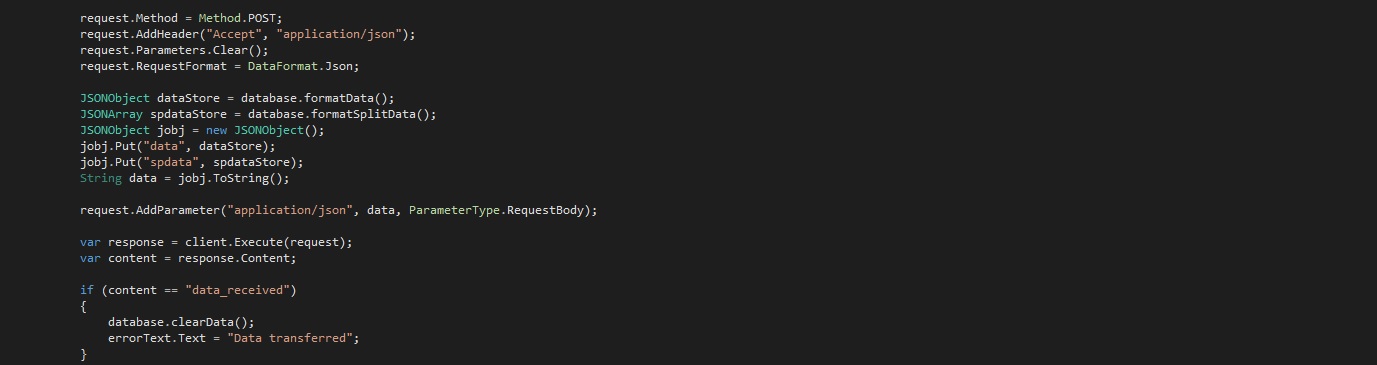 request.Method = Method.POST;
request.AddHeader("Accept", "application/json");
request.Parameters.Clear();
request.RequestFormat = DataFormat.Json;
JSONObject dataStore = database.formatData();
JSONArray spdataStore = database.formatSplitData();
JSONObject jobj = new JSONObject();
jobj.Put("data", dataStore);
jobj.Put("spdata", spdataStore);
String data = jobj.ToString();
request.AddParameter("application/json", data, ParameterType.RequestBody);
var response = client.Execute(request);
var content = response.Content;
if (content == "data_received")
{
database.clearData();
errorText.Text = "Data transferred";
}